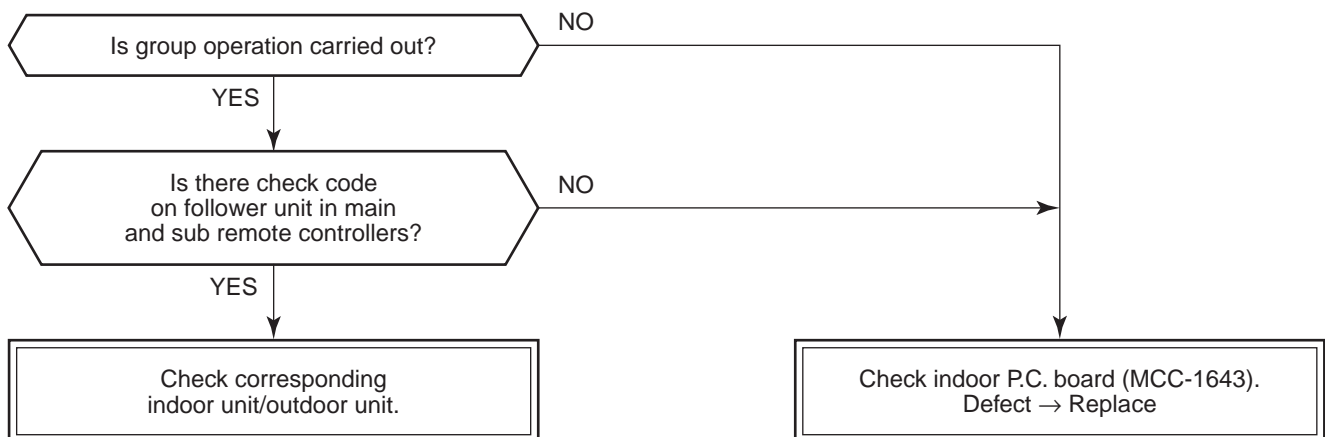 Is group operation carried out?
NO
YES
Is there check code
on follower unit in main
and sub remote controllers?
NO
YES
Check corresponding
indoor unit/outdoor unit.
Check indoor P.C. board (MCC-1643).
Defect → Replace